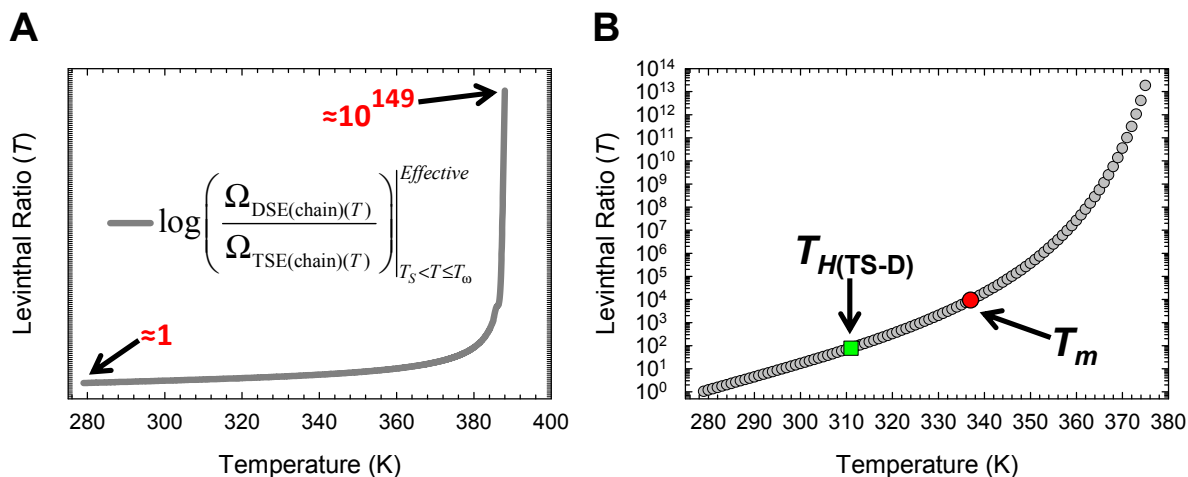 A
B
Levinthal Ratio (T)
≈10^149
log(Ω_DSE(chain)(T) / Ω_TSE(chain)(T))|^Effective_T_S<T≤T_ω
≈1
280 300 320 340 360 380 400
Temperature (K)
Levinthal Ratio (T)
10^14
10^13
10^12
10^11
10^10
10^9
10^8
10^7
10^6
10^5
10^4
10^3
10^2
10^1
10^0
T_H(TS-D)
T_m
280 290 300 310 320 330 340 350 360 370 380
Temperature (K)